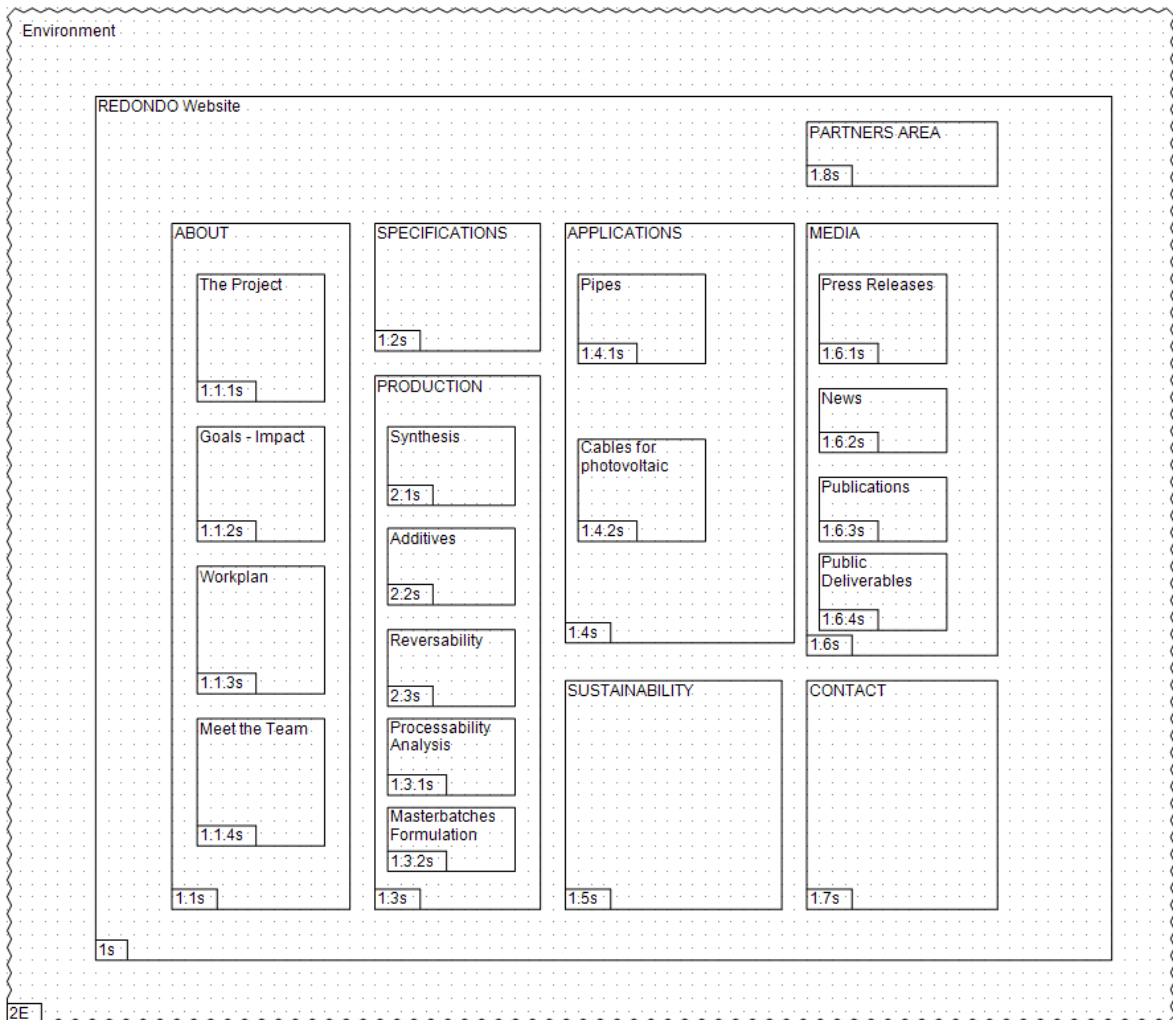 Environment
REDONDO Website
PARTNERS AREA
1.8s
ABOUT
The Project
1.1.1s
Goals - Impact
1.1.2s
Workplan
1.1.3s
Meet the Team
1.1.4s
1.1s
SPECIFICATIONS
1.2s
PRODUCTION
Synthesis
2.1s
Additives
2.2s
Reversability
2.3s
Processability
Analysis
1.3.1s
Masterbatches
Formulation
1.3.2s
1.3s
APPLICATIONS
Pipes
1.4.1s
Cables for
photovoltaic
1.4.2s
1.4s
MEDIA
Press Releases
1.6.1s
News
1.6.2s
Publications
1.6.3s
Public
Deliverables
1.6.4s
1.6s
SUSTAINABILITY
1.5s
CONTACT
1.7s
1s
2E